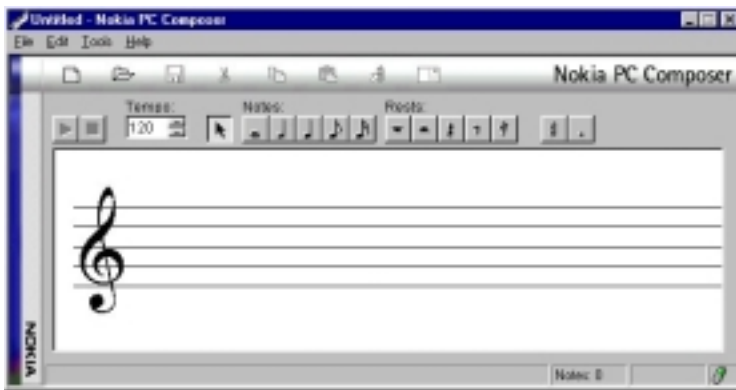 Untitled - Nokia PC Composer
File Edit Tools Help
Nokia PC Composer
Tempo: Notes: Rests:
120
NOKIA
Notes: 0